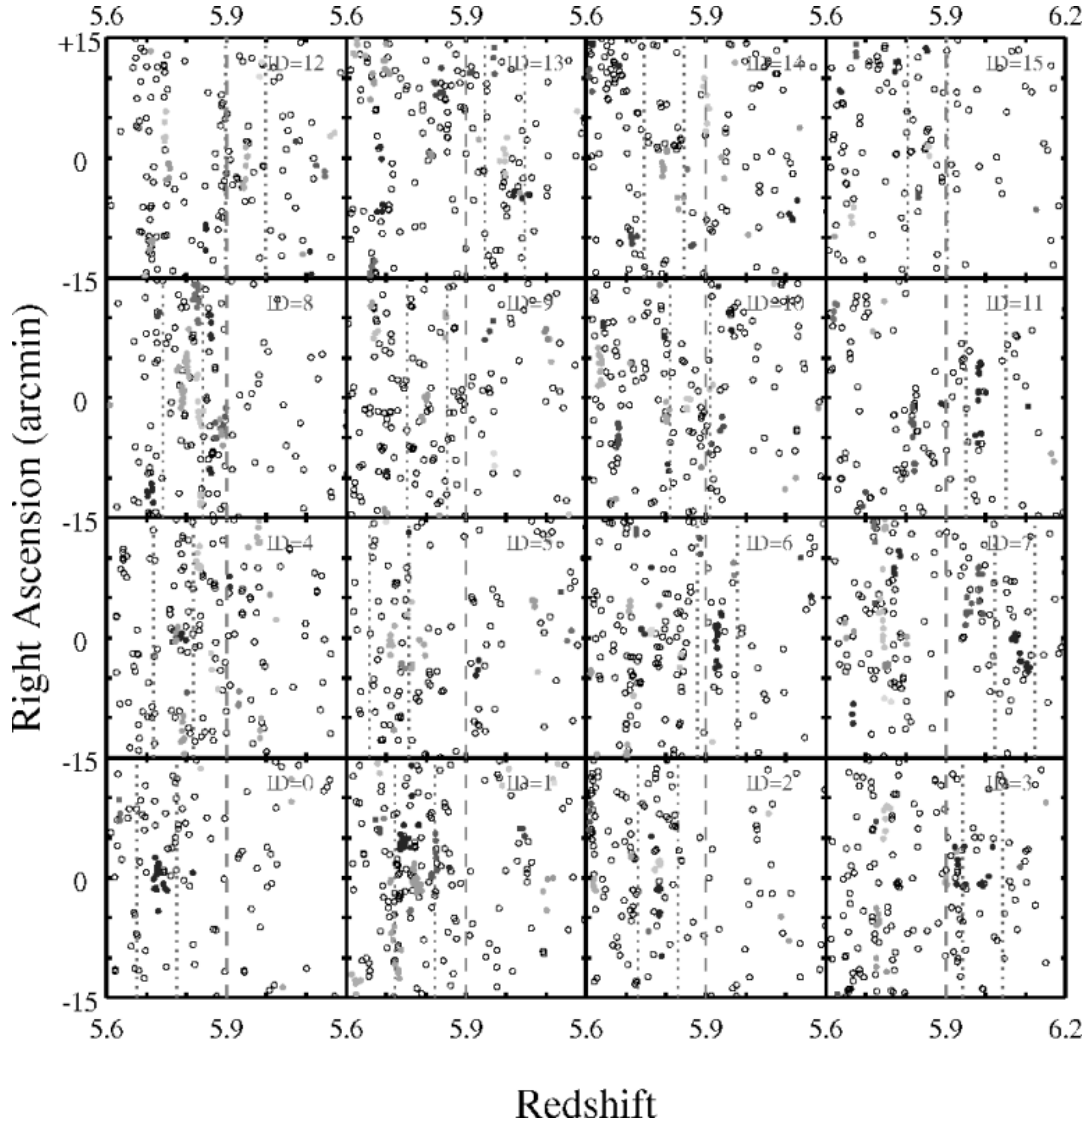 5.6 5.9 5.6 5.9 5.6 5.9 5.6 5.9 6.2
+15 ID=12 ID=13 ID=14 ID=15
0
-15
ID=8 ID=9 ID=10 ID=11
0
-15
ID=4 ID=5 ID=6 ID=7
0
-15
ID=0 ID=1 ID=2 ID=3
0
-15
5.6 5.9 5.6 5.9 5.6 5.9 5.6 5.9 6.2
Right Ascension (arcmin)
Redshift